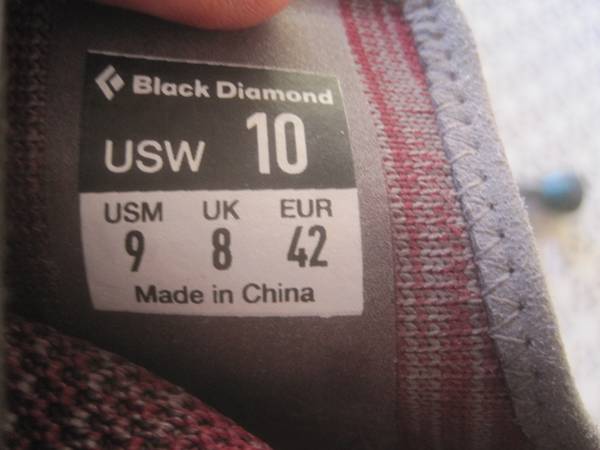 Black Diamond
USW 10
USM UK EUR
9 8 42
Made in China